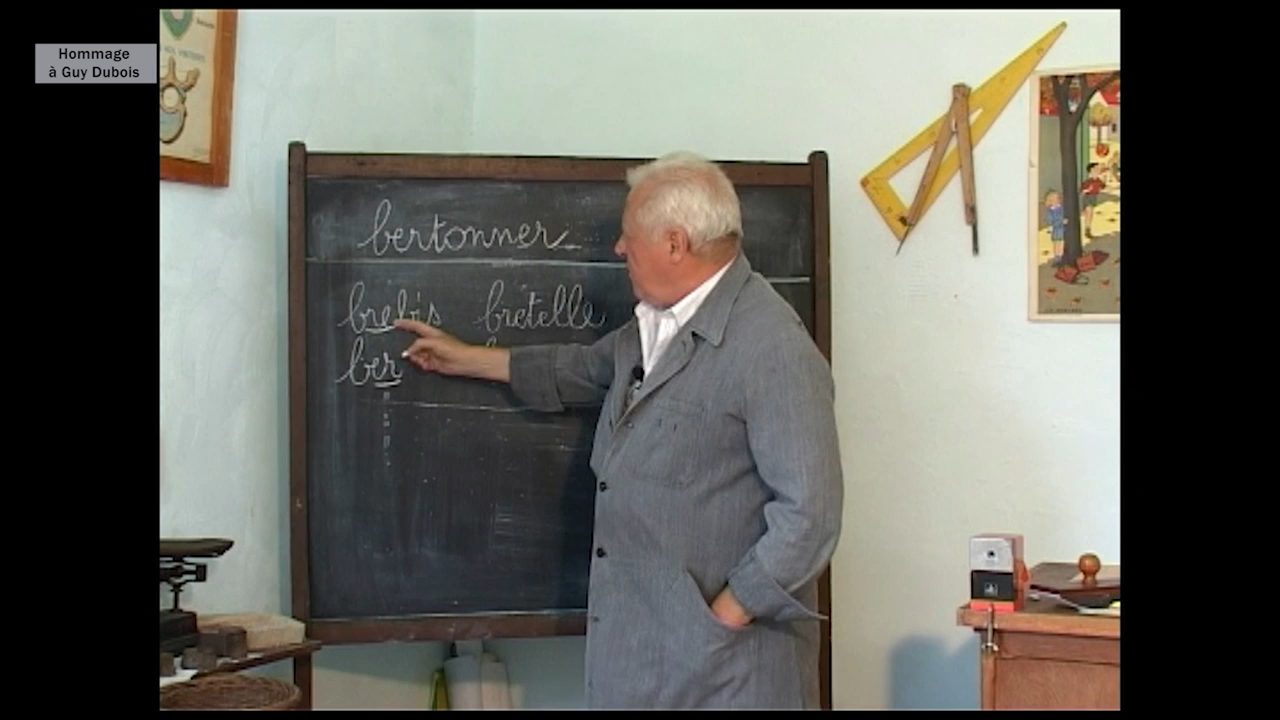 Hommage
à Guy Dubois
bertonner
brebis bretelle
ber